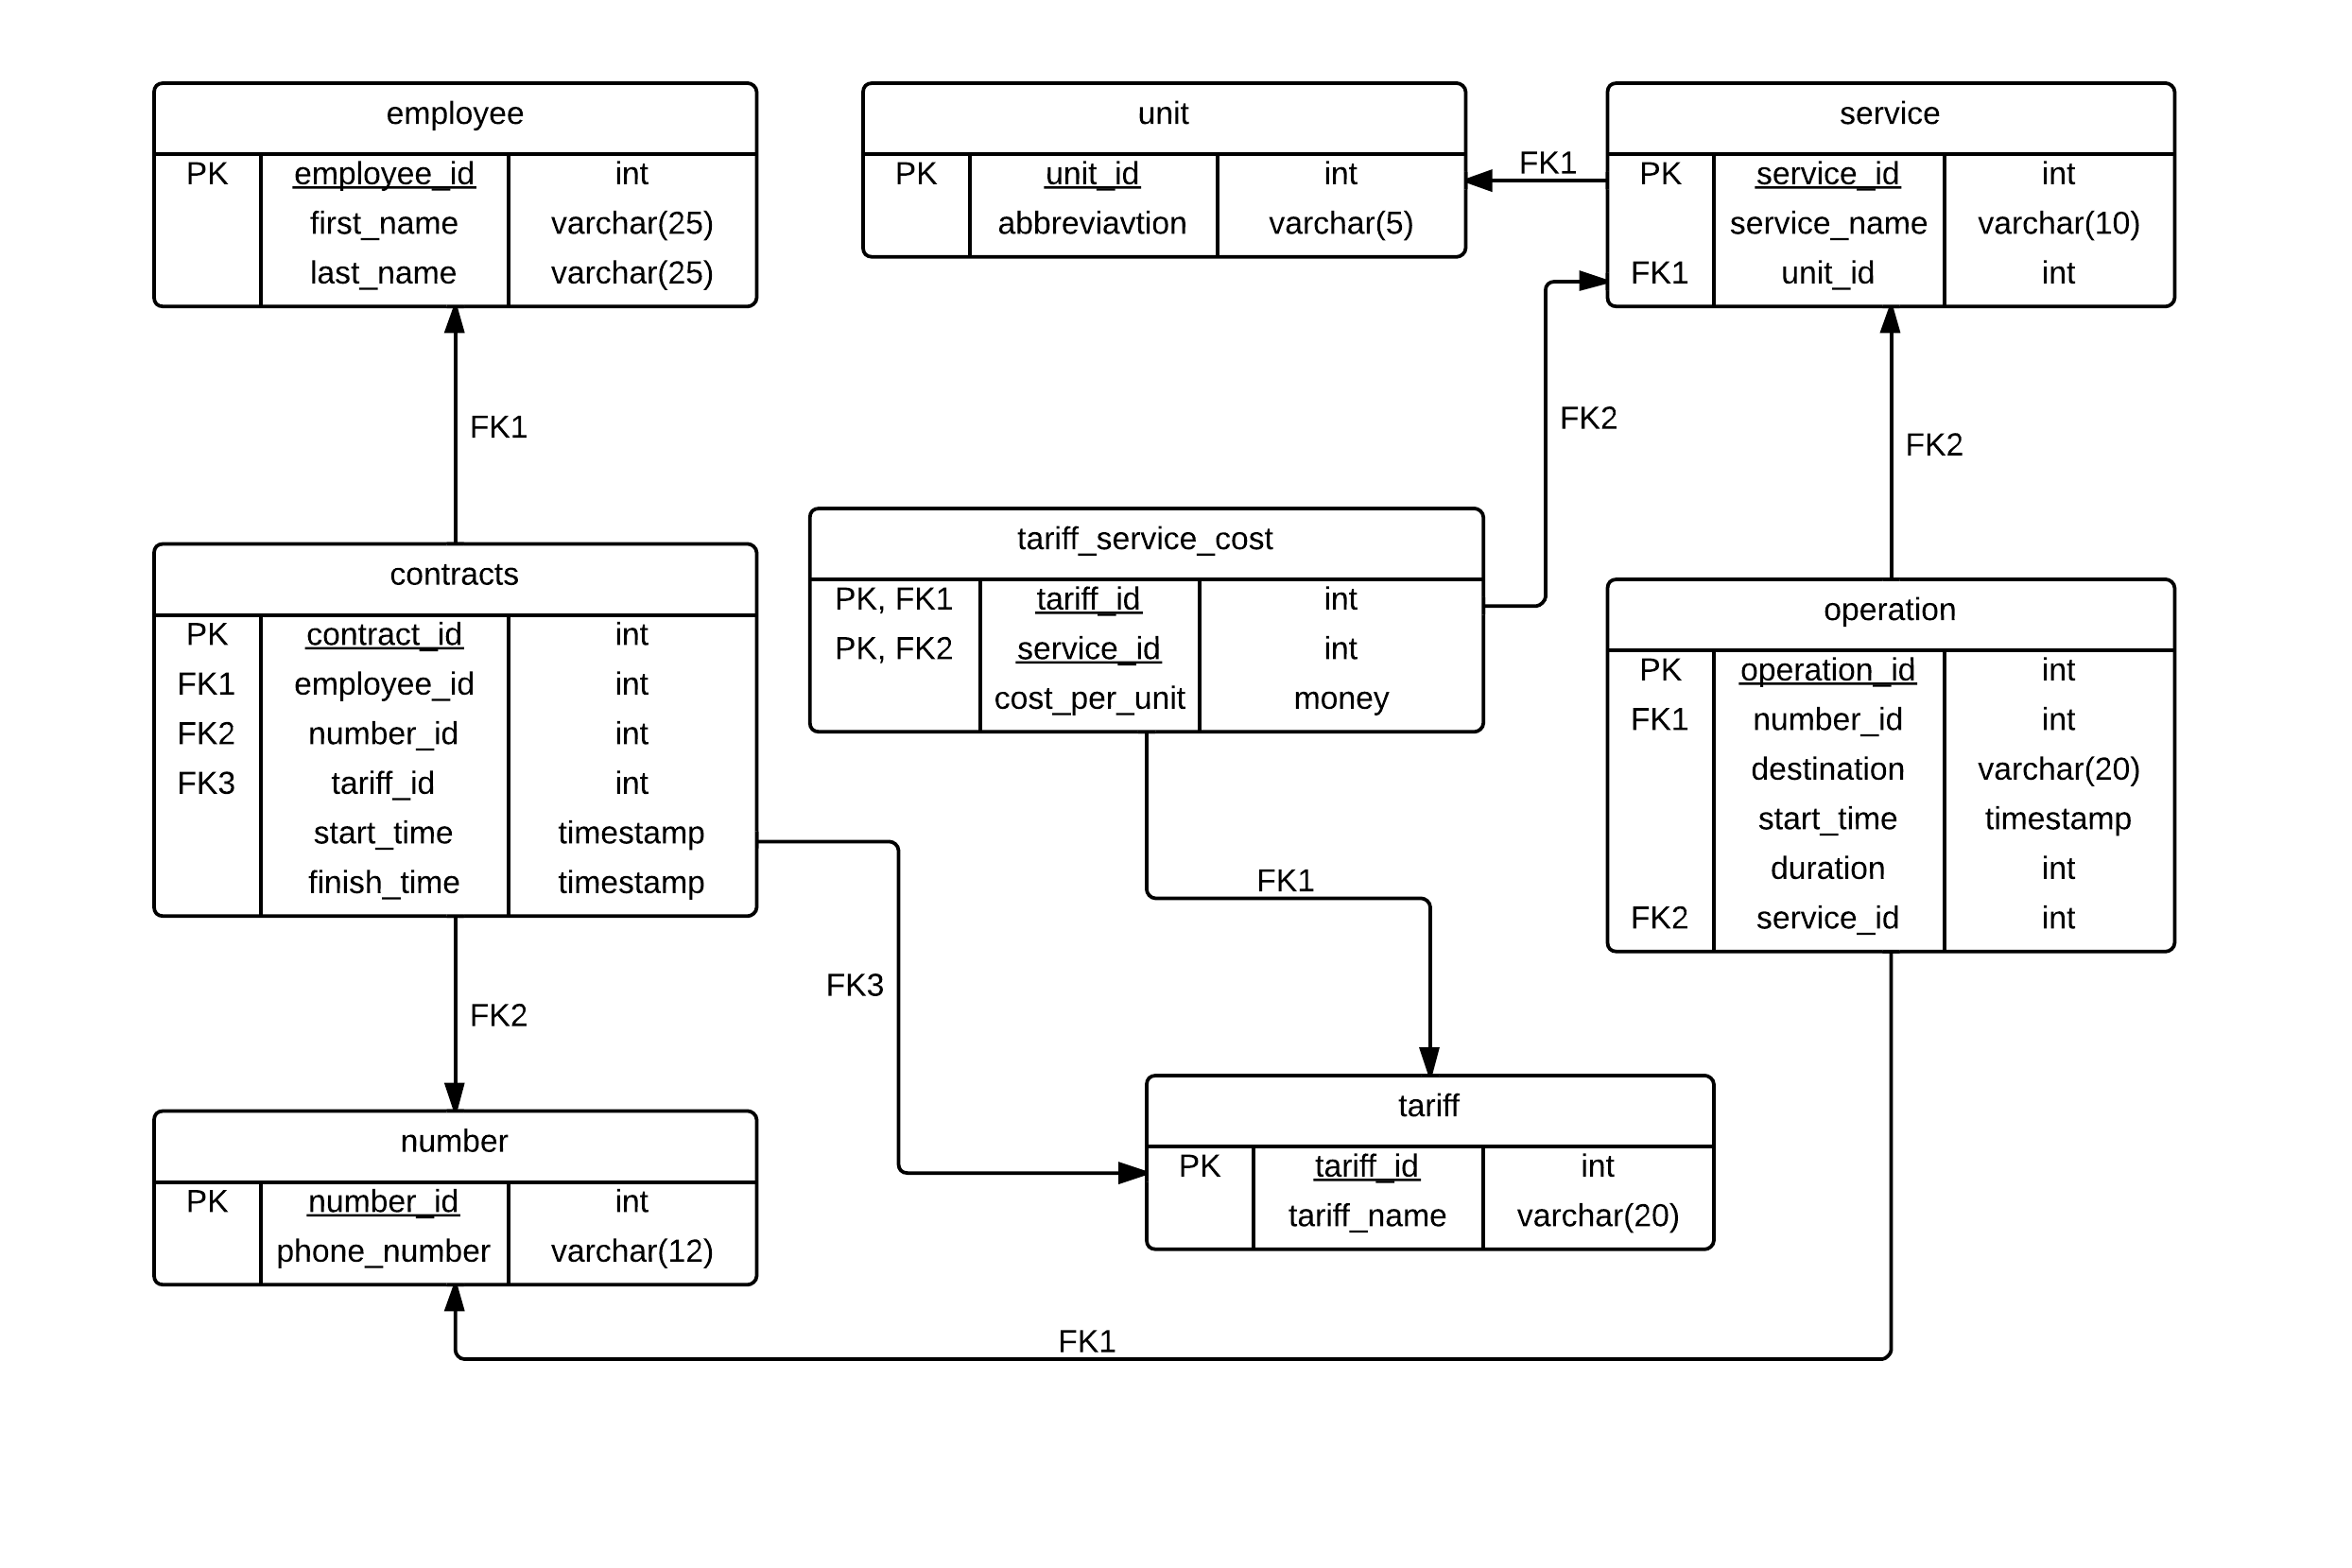 employee
PK employee_id int
first_name varchar(25)
last_name varchar(25)
unit
PK unit_id int
abbreviavtion varchar(5)
FK1
service
PK service_id int
service_name varchar(10)
FK1 unit_id int
FK1
FK2
FK2
contracts
PK contract_id int
FK1 employee_id int
FK2 number_id int
FK3 tariff_id int
start_time timestamp
finish_time timestamp
tariff_service_cost
PK, FK1 tariff_id int
PK, FK2 service_id int
cost_per_unit money
operation
PK operation_id int
FK1 number_id int
destination varchar(20)
start_time timestamp
duration int
FK2 service_id int
FK1
FK3
FK2
number
PK number_id int
phone_number varchar(12)
tariff
PK tariff_id int
tariff_name varchar(20)
FK1